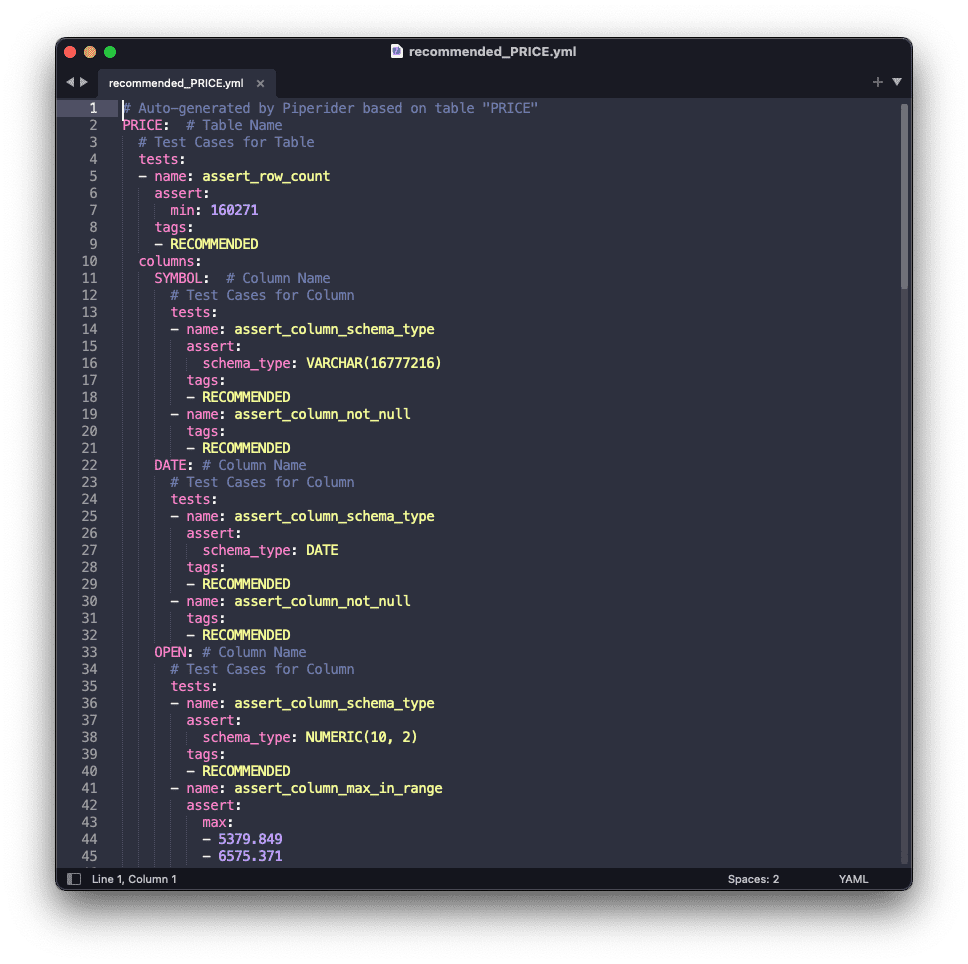 recommended_PRICE.yml
recommended_PRICE.yml ×
1 # Auto-generated by Piperider based on table "PRICE"
2 PRICE:  # Table Name
3   # Test Cases for Table
4   tests:
5   - name: assert_row_count
6     assert:
7       min: 160271
8     tags:
9     - RECOMMENDED
10   columns:
11     SYMBOL:  # Column Name
12       # Test Cases for Column
13       tests:
14       - name: assert_column_schema_type
15         assert:
16           schema_type: VARCHAR(16777216)
17         tags:
18         - RECOMMENDED
19       - name: assert_column_not_null
20         tags:
21         - RECOMMENDED
22     DATE: # Column Name
23       # Test Cases for Column
24       tests:
25       - name: assert_column_schema_type
26         assert:
27           schema_type: DATE
28         tags:
29         - RECOMMENDED
30       - name: assert_column_not_null
31         tags:
32         - RECOMMENDED
33     OPEN: # Column Name
34       # Test Cases for Column
35       tests:
36       - name: assert_column_schema_type
37         assert:
38           schema_type: NUMERIC(10, 2)
39         tags:
40         - RECOMMENDED
41       - name: assert_column_max_in_range
42         assert:
43           max:
44           - 5379.849
45           - 6575.371
Line 1, Column 1 Spaces: 2 YAML